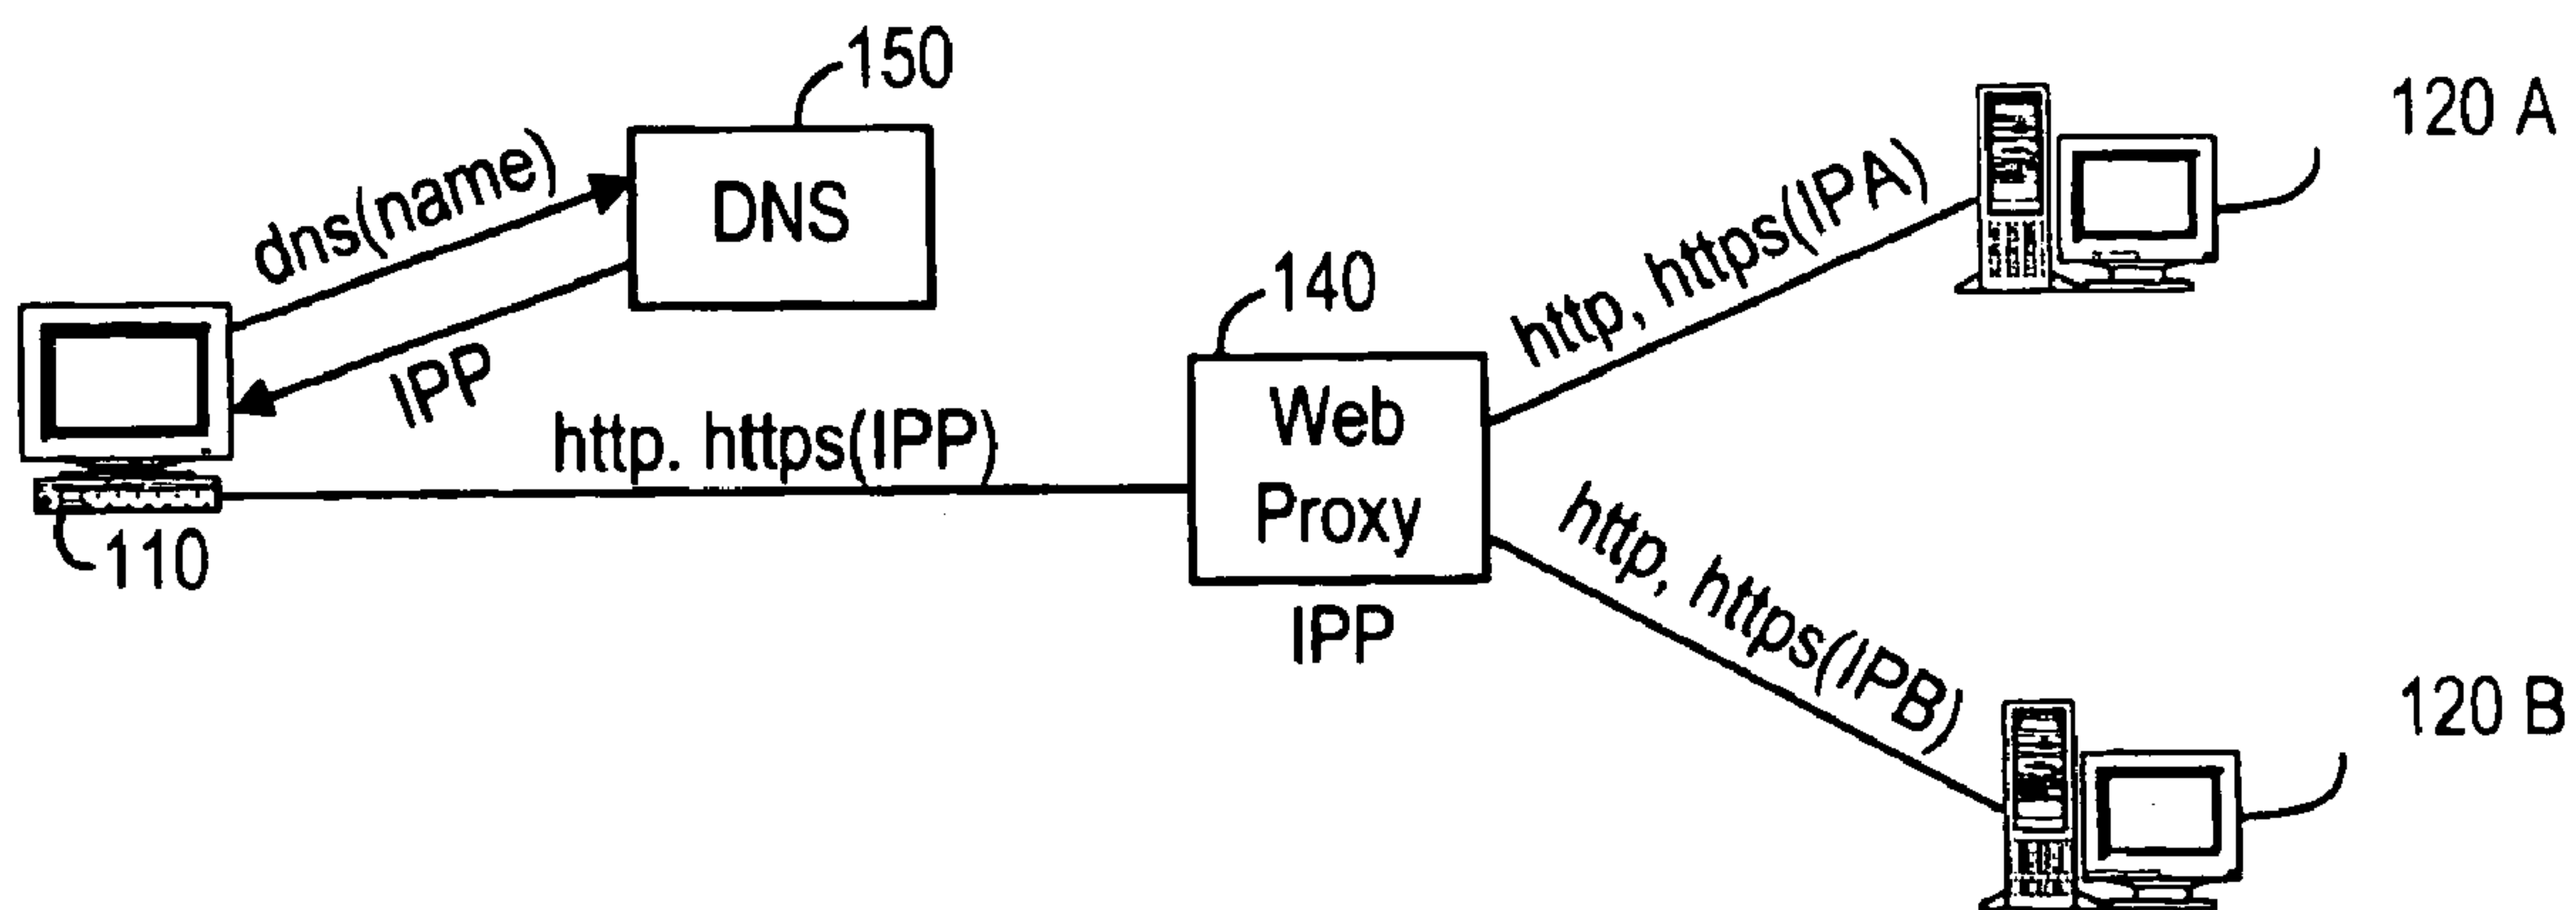 150
120 A
dns(name)
DNS
http, https(IPA)
140
IPP
http. https(IPP)
Web
Proxy
http, https(IPB)
110
IPP
120 B